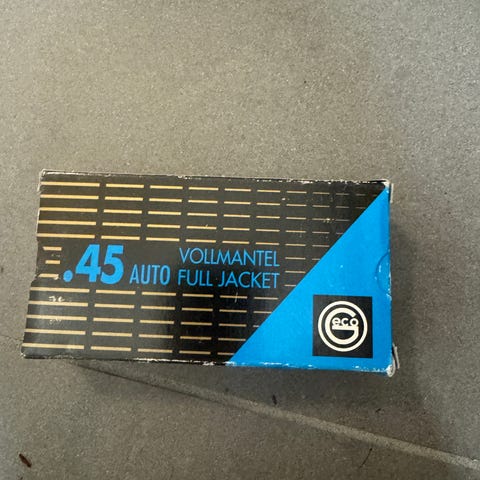 VOLLMANTEL
.45 AUTO FULL JACKET
Geco